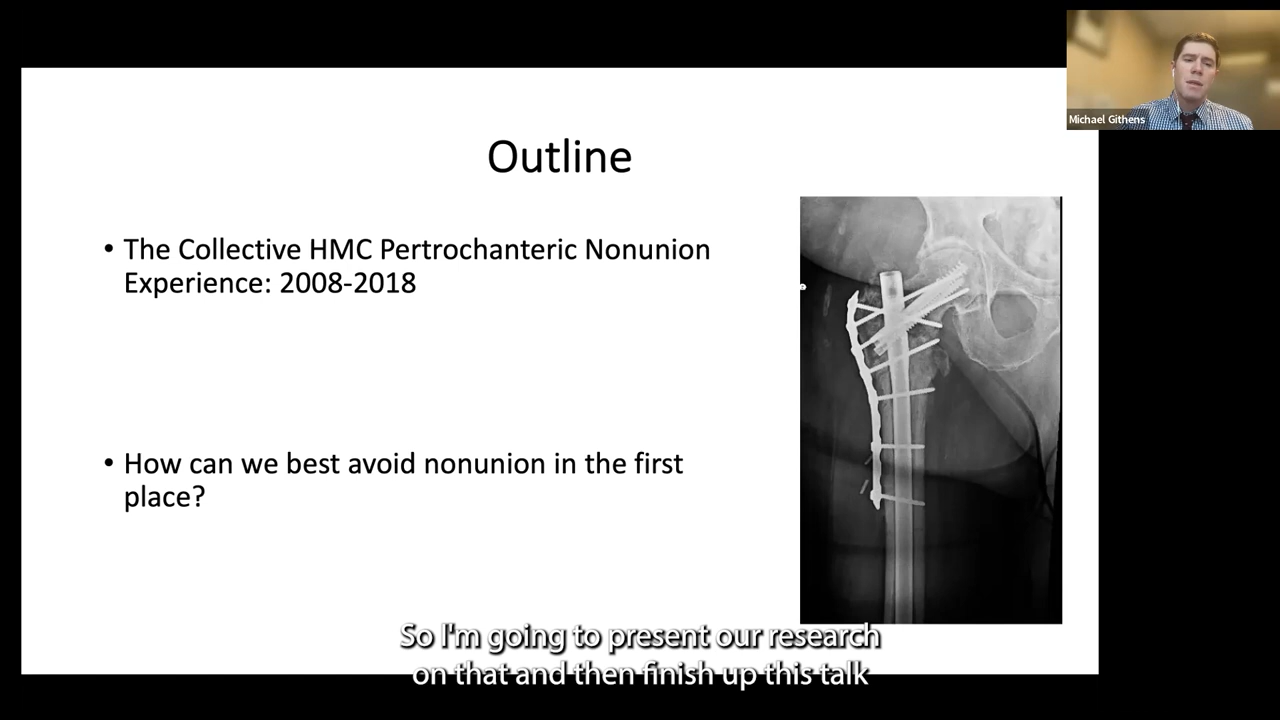 Michael Githens
Outline
• The Collective HMC Pertrochanteric Nonunion
Experience: 2008-2018
• How can we best avoid nonunion in the first
place?
So I'm going to present our research
on that and then finish up this talk